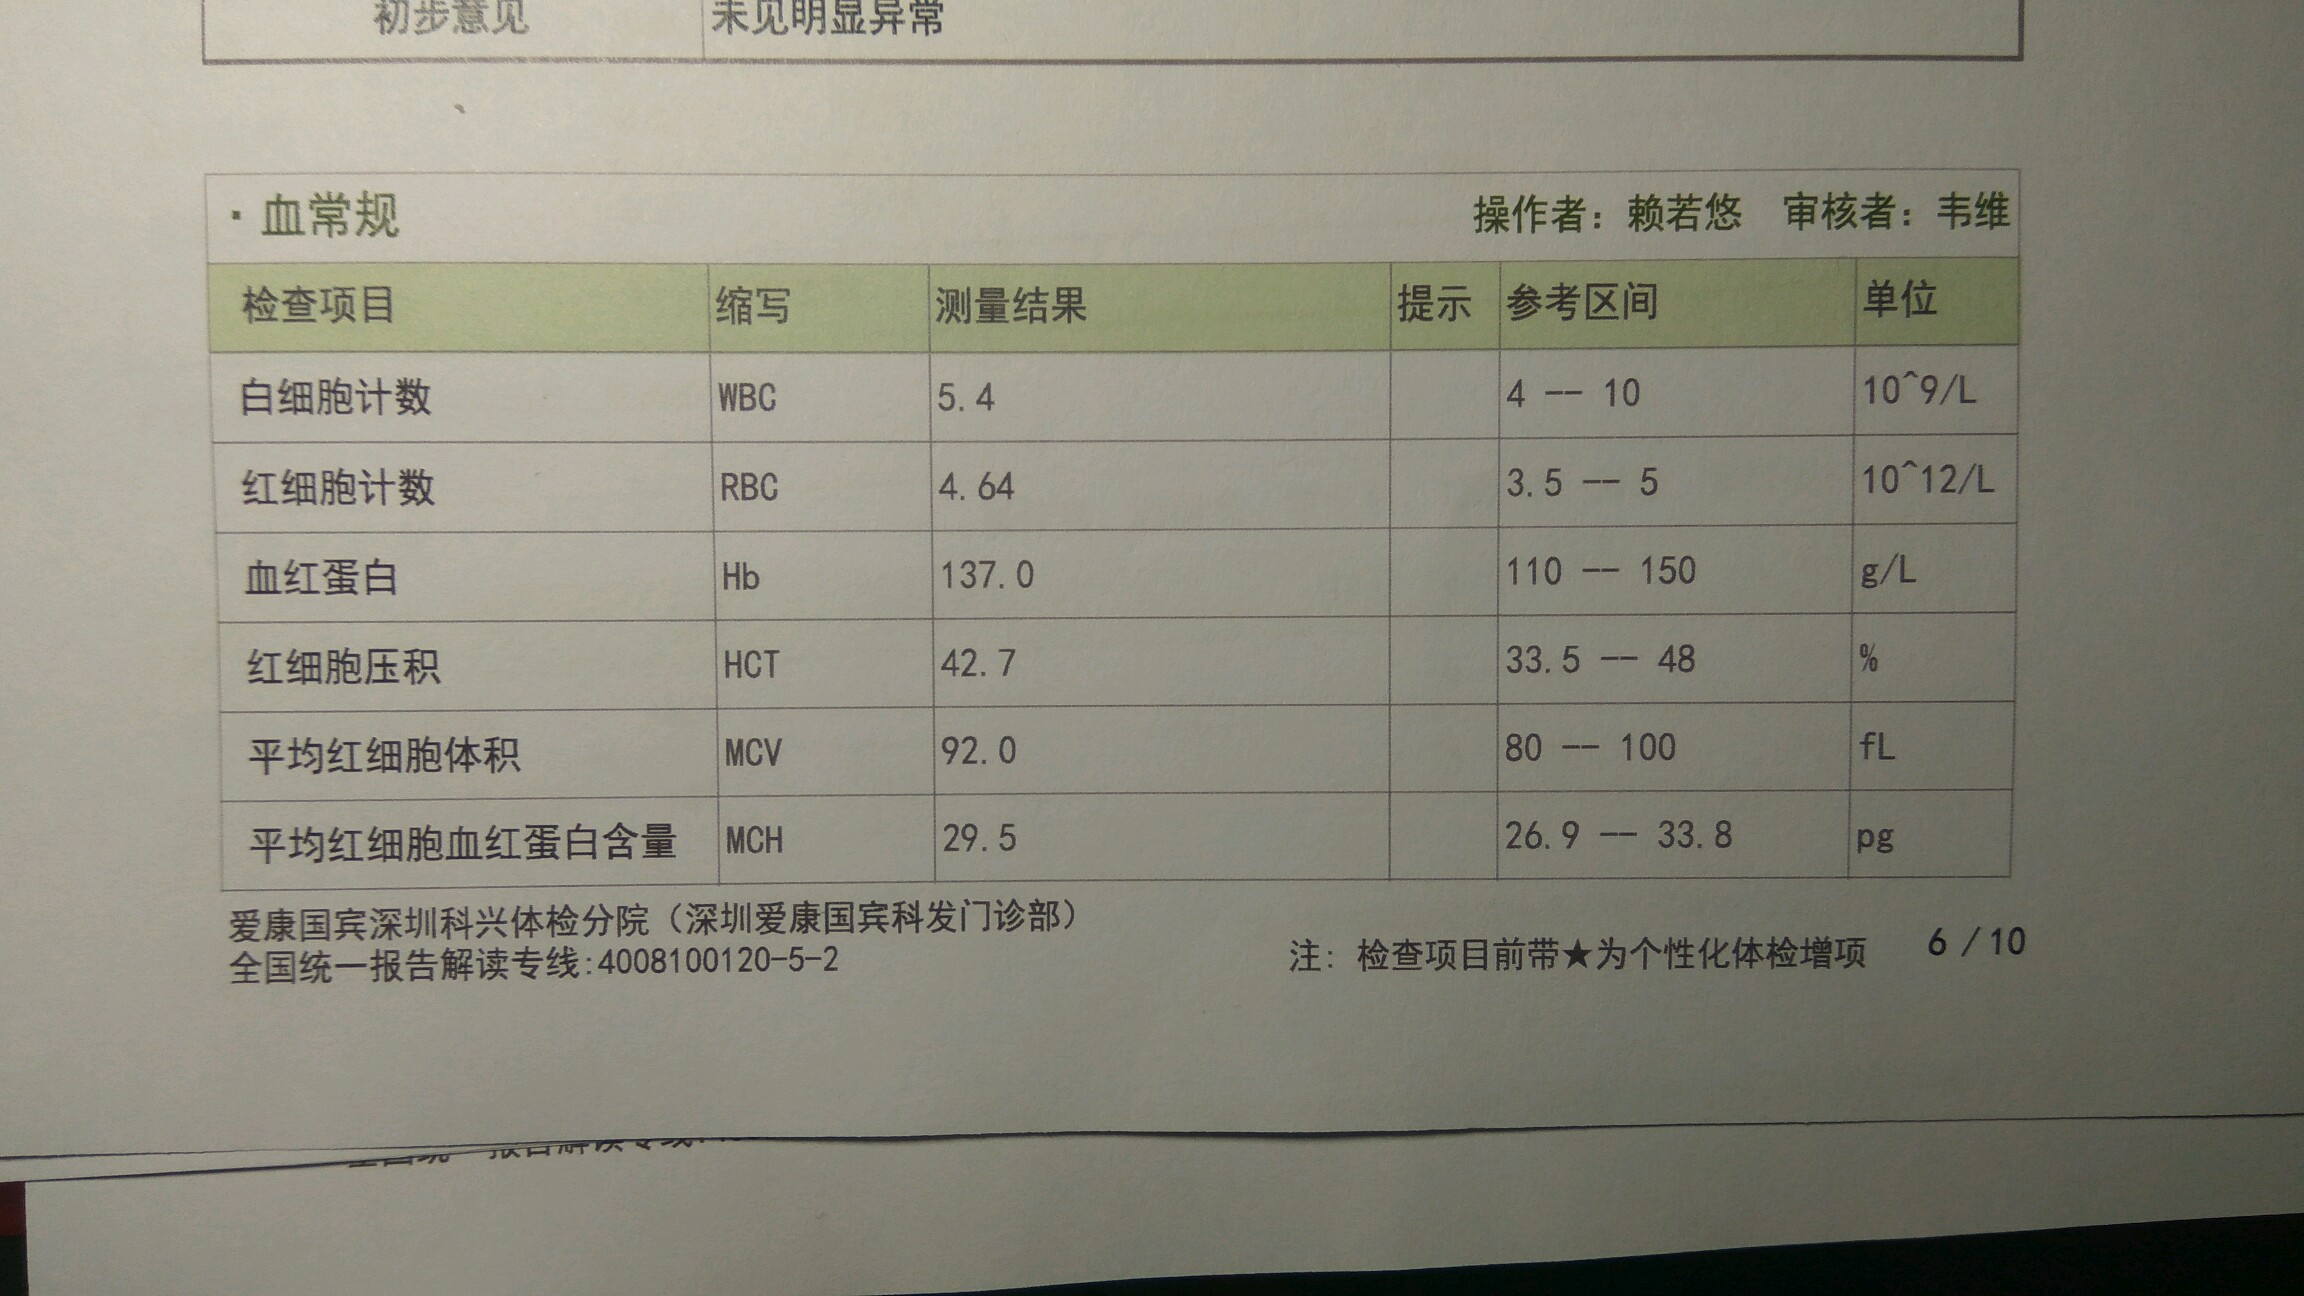 初步意见 未见明显异常
·血常规 操作者：赖若悠 审核者：韦维
检查项目 缩写 测量结果 提示 参考区间 单位
白细胞计数 WBC 5.4 4 -- 10 10^9/L
红细胞计数 RBC 4.64 3.5 -- 5 10^12/L
血红蛋白 Hb 137.0 110 -- 150 g/L
红细胞压积 HCT 42.7 33.5 -- 48 %
平均红细胞体积 MCV 92.0 80 -- 100 fL
平均红细胞血红蛋白含量 MCH 29.5 26.9 -- 33.8 pg
爱康国宾深圳科兴体检分院（深圳爱康国宾科发门诊部）
全国统一报告解读专线:4008100120-5-2
注: 检查项目前带★为个性化体检增项 6 / 10